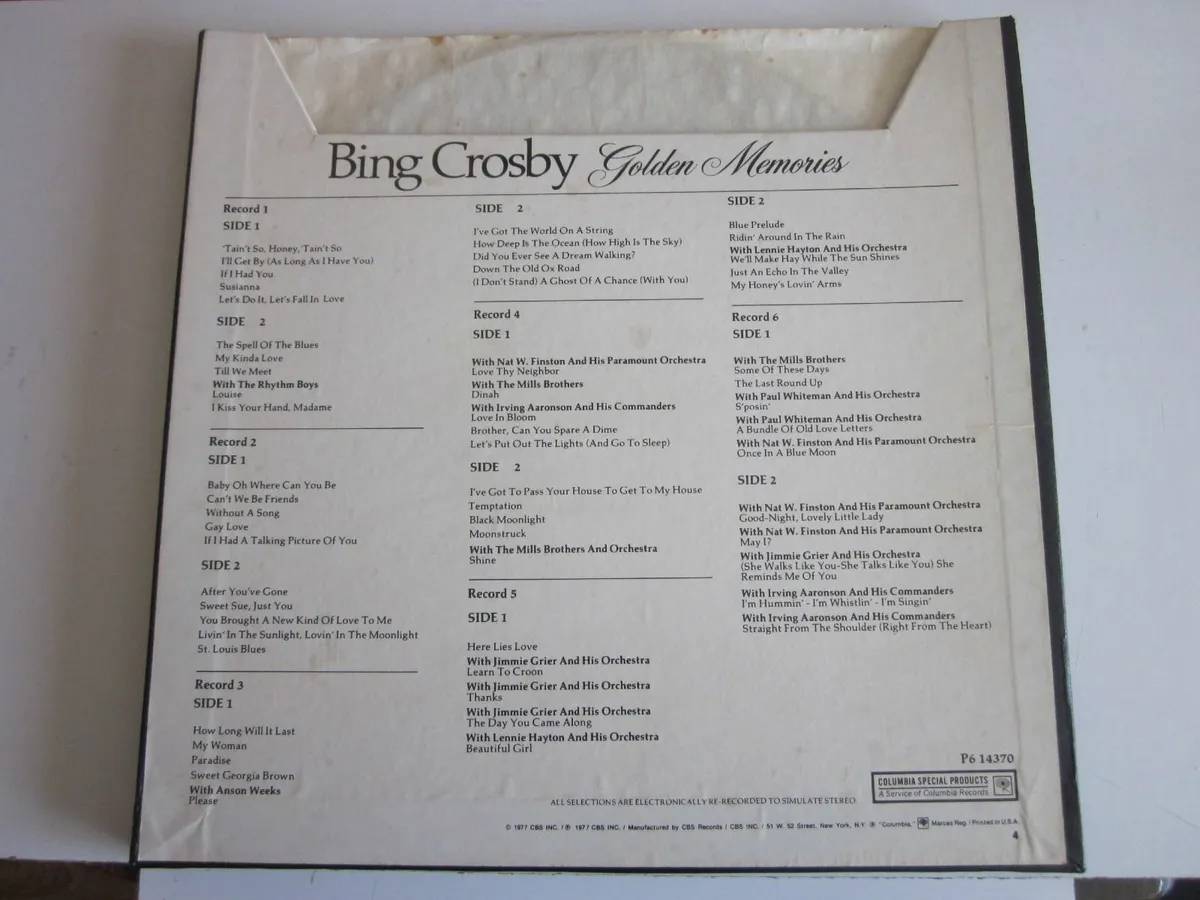 Bing Crosby Golden Memories
Record 1
SIDE 1
'Tain't So, Honey, 'Tain't So
I'll Get By (As Long As I Have You)
If I Had You
Susianna
Let's Do It, Let's Fall In Love
SIDE 2
The Spell Of The Blues
My Kinda Love
Till We Meet
With The Rhythm Boys
Louise
I Kiss Your Hand, Madame
Record 2
SIDE 1
Baby Oh Where Can You Be
Can't We Be Friends
Without A Song
Gay Love
If I Had A Talking Picture Of You
SIDE 2
After You've Gone
Sweet Sue, Just You
You Brought A New Kind Of Love To Me
Livin' In The Sunlight, Lovin' In The Moonlight
St. Louis Blues
Record 3
SIDE 1
How Long Will It Last
My Woman
Paradise
Sweet Georgia Brown
With Anson Weeks
Please
SIDE 2
I've Got The World On A String
How Deep Is The Ocean (How High Is The Sky)
Did You Ever See A Dream Walking?
Down The Old Ox Road
(I Don't Stand) A Ghost Of A Chance (With You)
Record 4
SIDE 1
With Nat W. Finston And His Paramount Orchestra
Love Thy Neighbor
With The Mills Brothers
Dinah
With Irving Aaronson And His Commanders
Love In Bloom
Brother, Can You Spare A Dime
Let's Put Out The Lights (And Go To Sleep)
SIDE 2
I've Got To Pass Your House To Get To My House
Temptation
Black Moonlight
Moonstruck
With The Mills Brothers And Orchestra
Shine
Record 5
SIDE 1
Here Lies Love
With Jimmie Grier And His Orchestra
Learn To Croon
With Jimmie Grier And His Orchestra
Thanks
With Jimmie Grier And His Orchestra
The Day You Came Along
With Lennie Hayton And His Orchestra
Beautiful Girl
SIDE 2
Blue Prelude
Ridin' Around In The Rain
With Lennie Hayton And His Orchestra
We'll Make Hay While The Sun Shines
Just An Echo In The Valley
My Honey's Lovin' Arms
Record 6
SIDE 1
With The Mills Brothers
Some Of These Days
The Last Round Up
With Paul Whiteman And His Orchestra
S'posin'
With Paul Whiteman And His Orchestra
A Bundle Of Old Love Letters
With Nat W. Finston And His Paramount Orchestra
Once In A Blue Moon
SIDE 2
With Nat W. Finston And His Paramount Orchestra
Good-Night, Lovely Little Lady
With Nat W. Finston And His Paramount Orchestra
May I?
With Jimmie Grier And His Orchestra
(She Walks Like You-She Talks Like You) She
Reminds Me Of You
With Irving Aaronson And His Commanders
I'm Hummin' - I'm Whistlin' - I'm Singin'
With Irving Aaronson And His Commanders
Straight From The Shoulder (Right From The Heart)
P6 14370
COLUMBIA SPECIAL PRODUCTS
A Service of Columbia Records
ALL SELECTIONS ARE ELECTRONICALLY RE-RECORDED TO SIMULATE STEREO
© 1977 CBS INC. / ℗ 1977 CBS INC. / Manufactured by CBS Records / CBS INC. / 51 W. 52 Street, New York, N.Y. ® "Columbia," Marcas Reg. / Printed in U.S.A.
4